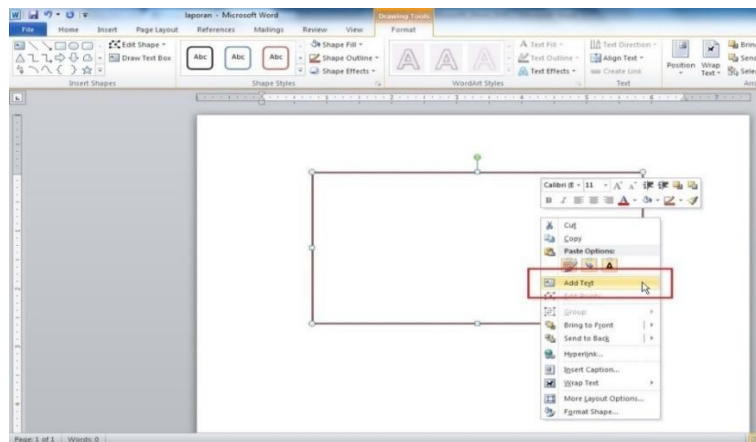 laporan - Microsoft Word
Drawing Tools
File Home Insert Page Layout References Mailings Review View Format
Edit Shape
Draw Text Box
Insert Shapes
Abc Abc Abc
Shape Fill
Shape Outline
Shape Effects
Shape Styles
A A A
WordArt Styles
Text Fill
Text Outline
Text Effects
Text Direction
Align Text
Create Link
Text
Position
Wrap Text
Calibri 11
B I
Cut
Copy
Paste Options:
Add Text
Edit Points
Group
Bring to Front
Send to Back
Hyperlink...
Insert Caption...
Wrap Text
More Layout Options...
Format Shape...
Page: 1 of 1 Words: 0